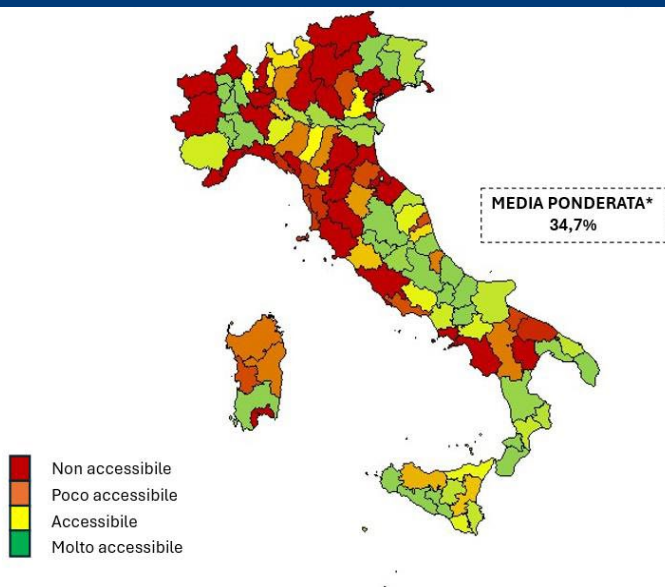 MEDIA PONDERATA*
34,7%
Non accessibile
Poco accessibile
Accessibile
Molto accessibile